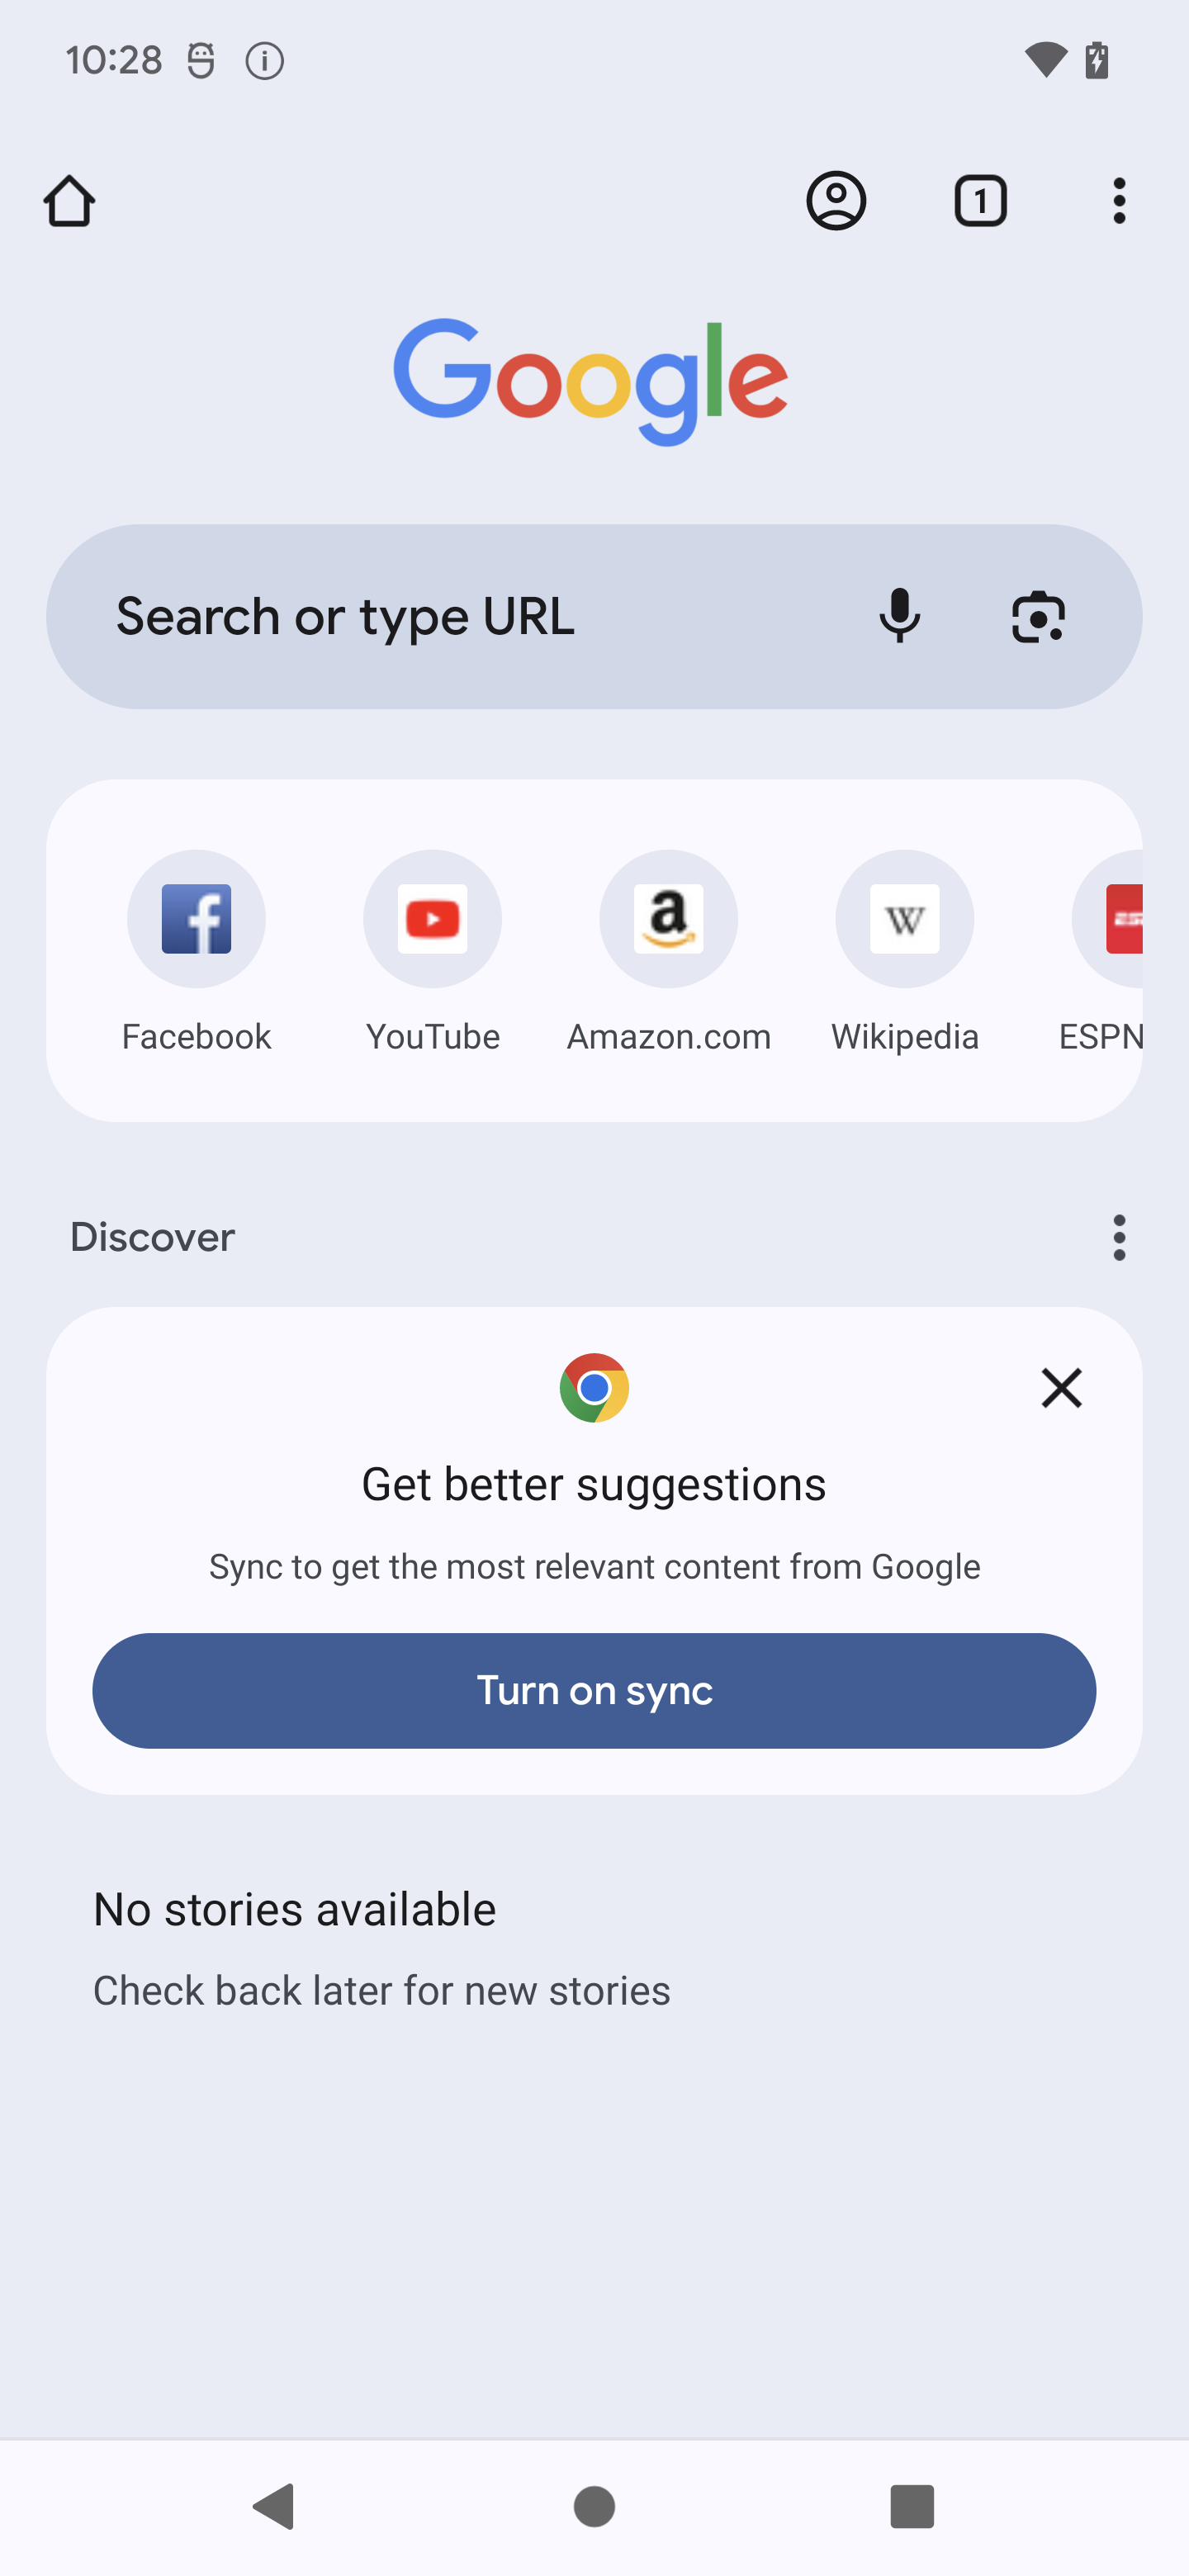 10:28
1
Google
Search or type URL
Facebook
YouTube
Amazon.com
Wikipedia
ESPN
Discover
Get better suggestions
Sync to get the most relevant content from Google
Turn on sync
No stories available
Check back later for new stories